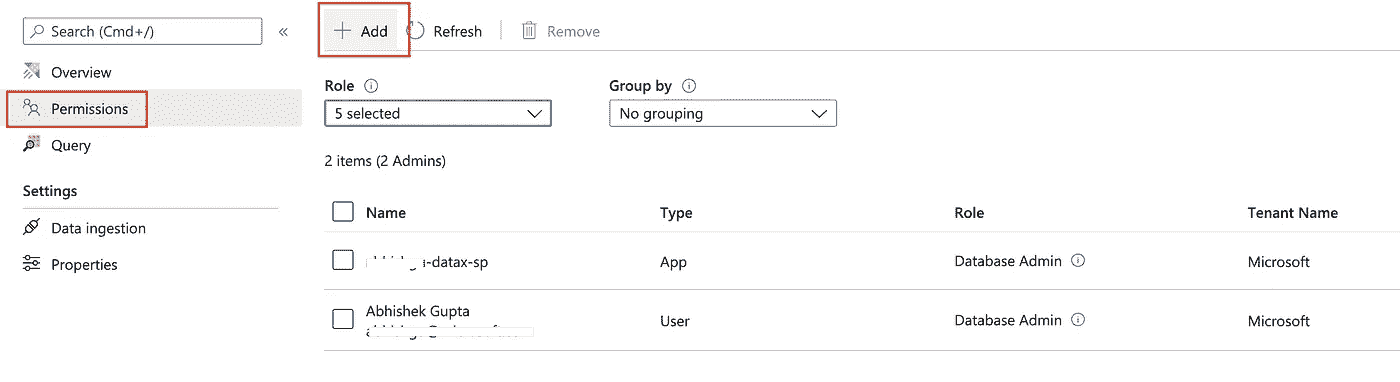 Search (Cmd+/)
«
Add
Refresh
Remove
Overview
Permissions
Query
Settings
Data ingestion
Properties
Role
Group by
5 selected
No grouping
2 items (2 Admins)
Name Type Role Tenant Name
-datax-sp App Database Admin Microsoft
Abhishek Gupta
User Database Admin Microsoft